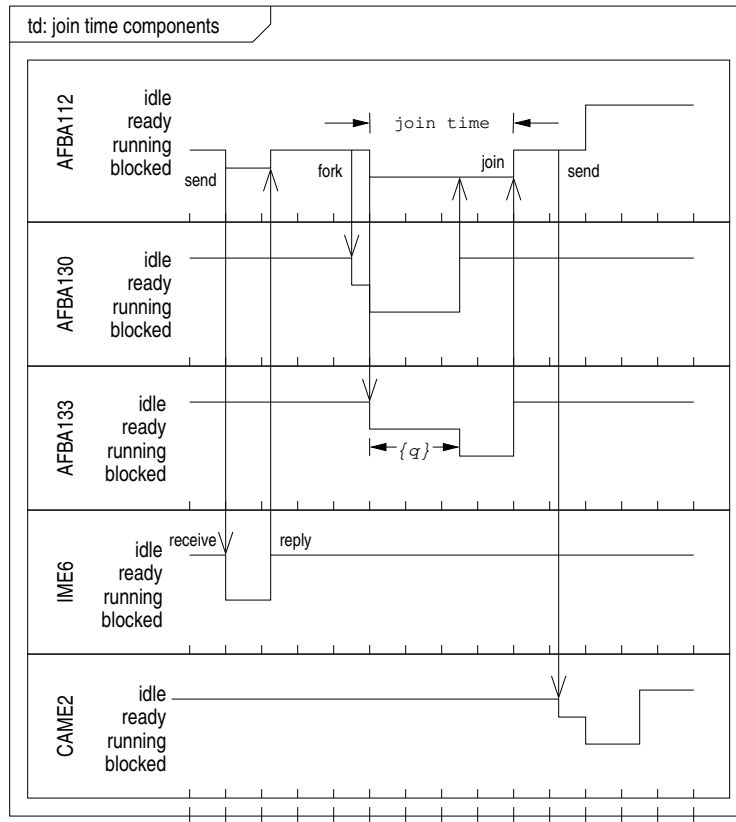 td: join time components
AFBA112
idle
ready
running
blocked
send
fork
join time
join
send
AFBA130
idle
ready
running
blocked
AFBA133
idle
ready
running
blocked
{q}
IME6
idle
ready
running
blocked
receive
reply
CAME2
idle
ready
running
blocked